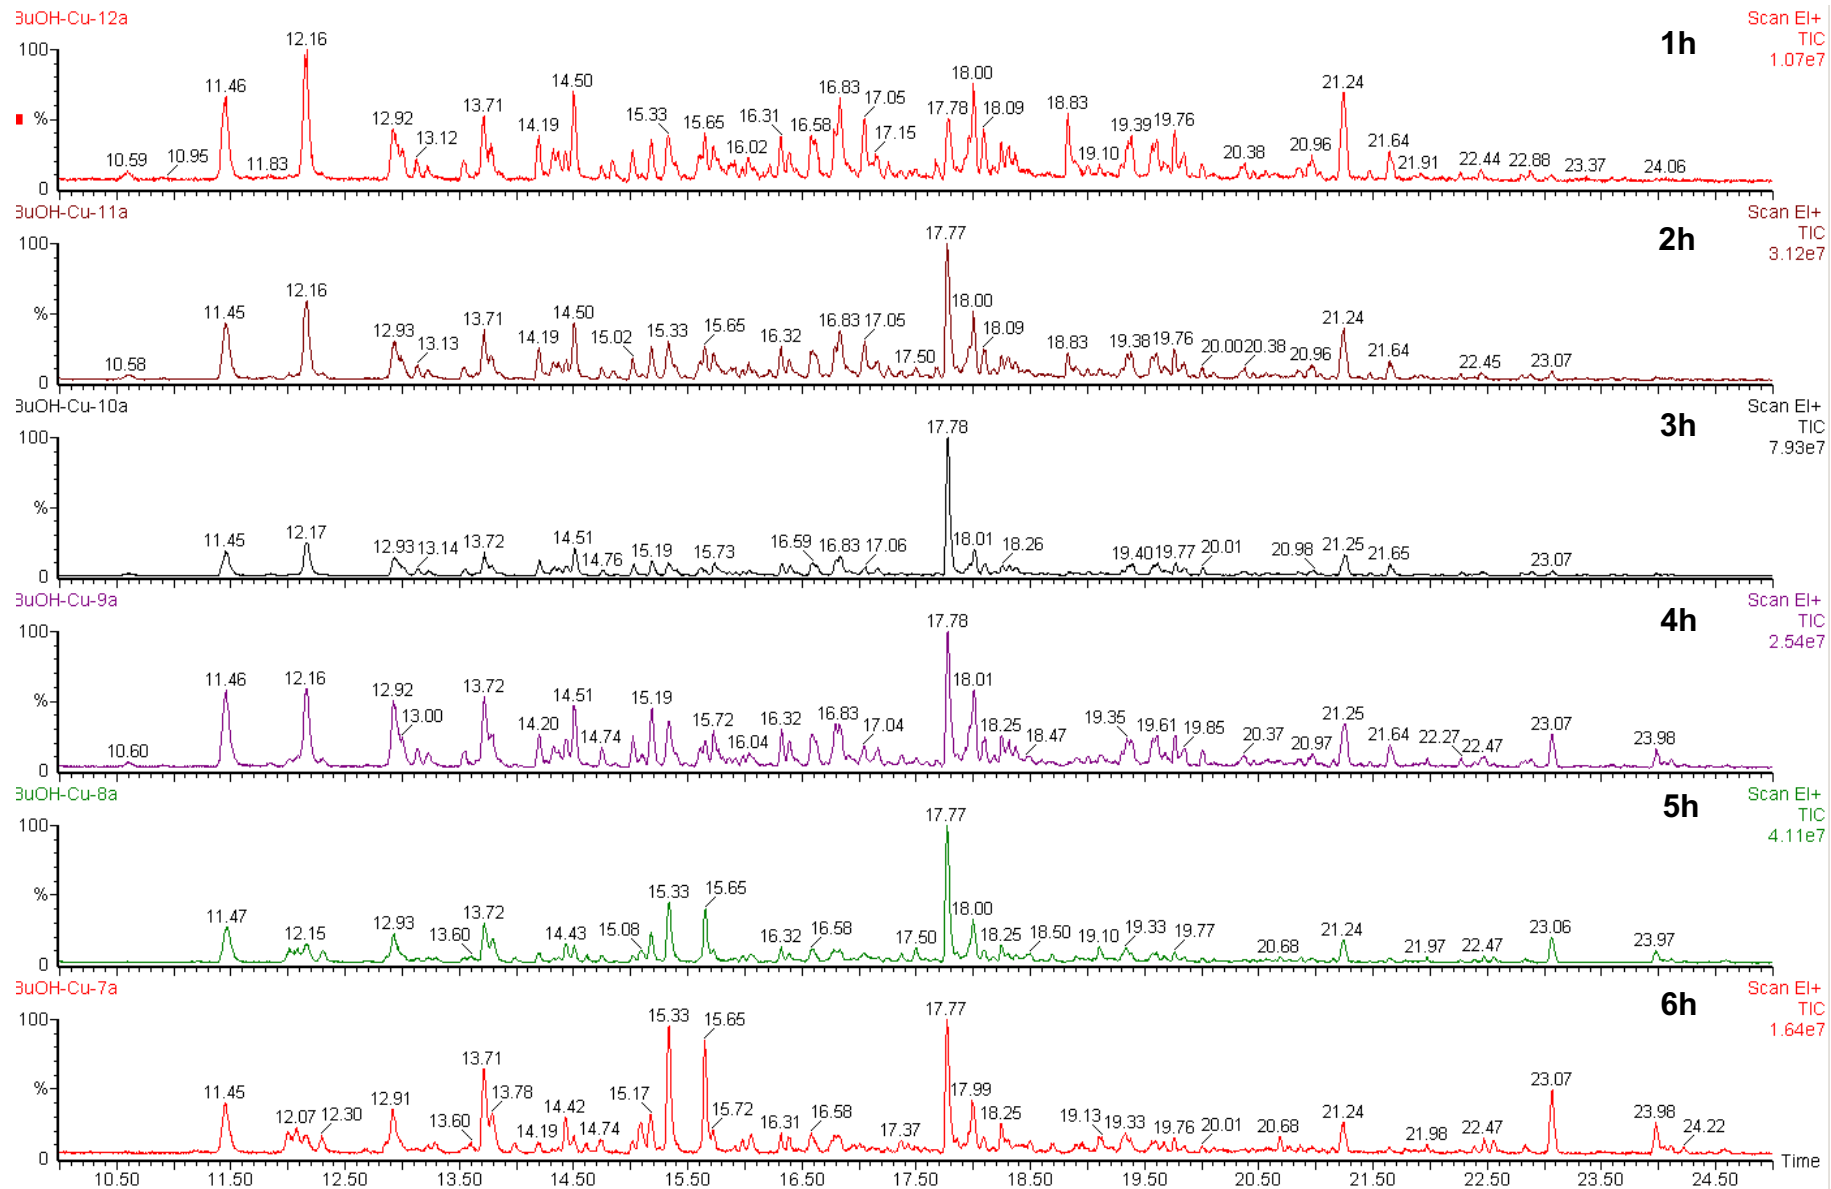 BuOH-Cu-12a
Scan EI+
TIC
1.07e7
1h
100
%
0
10.59 10.95 11.46 11.83 12.16 12.92 13.12 13.71 14.19 14.50 15.33 15.65 16.02 16.31 16.58 16.83 17.05 17.15 17.78 18.00 18.09 18.83 19.10 19.39 19.76 20.38 20.96 21.24 21.64 21.91 22.44 22.88 23.37 24.06
BuOH-Cu-11a
Scan EI+
TIC
3.12e7
2h
100
%
0
10.58 11.45 12.16 12.93 13.13 13.71 14.19 14.50 15.02 15.33 15.65 16.32 16.83 17.05 17.50 17.77 18.00 18.09 18.83 19.38 19.76 20.00 20.38 20.96 21.24 21.64 22.45 23.07
BuOH-Cu-10a
Scan EI+
TIC
7.93e7
3h
100
%
0
11.45 12.17 12.93 13.14 13.72 14.51 14.76 15.19 15.73 16.59 16.83 17.06 17.78 18.01 18.26 19.40 19.77 20.01 20.98 21.25 21.65 23.07
BuOH-Cu-9a
Scan EI+
TIC
2.54e7
4h
100
%
0
10.60 11.46 12.16 12.92 13.00 13.72 14.20 14.51 14.74 15.19 15.72 16.04 16.32 16.83 17.04 17.78 18.01 18.25 18.47 19.35 19.61 19.85 20.37 20.97 21.25 21.64 22.27 22.47 23.07 23.98
BuOH-Cu-8a
Scan EI+
TIC
4.11e7
5h
100
%
0
11.47 12.15 12.93 13.60 13.72 14.43 15.08 15.33 15.65 16.32 16.58 17.50 17.77 18.00 18.25 18.50 19.10 19.33 19.77 20.68 21.24 21.97 22.47 23.06 23.97
BuOH-Cu-7a
Scan EI+
TIC
1.64e7
6h
100
%
0
11.45 12.07 12.30 12.91 13.60 13.71 13.78 14.19 14.42 14.74 15.17 15.33 15.65 15.72 16.31 16.58 17.37 17.77 17.99 18.25 19.13 19.33 19.76 20.01 20.68 21.24 21.98 22.47 23.07 23.98 24.22
Time
10.50 11.50 12.50 13.50 14.50 15.50 16.50 17.50 18.50 19.50 20.50 21.50 22.50 23.50 24.50